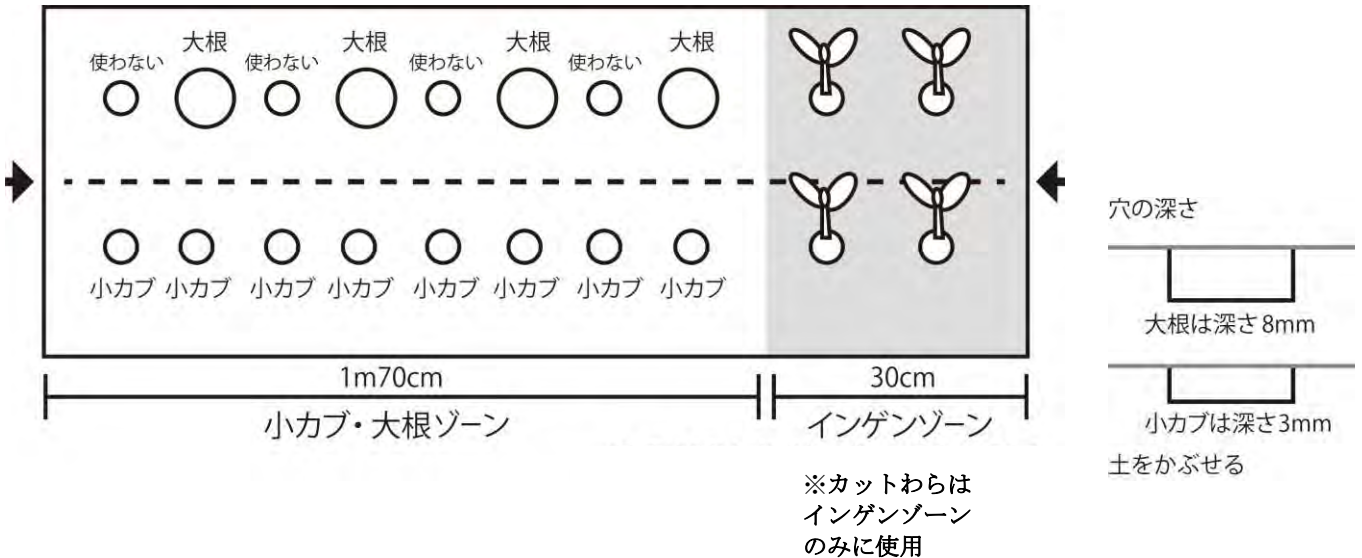 大根 大根 大根 大根
使わない 使わない 使わない 使わない
小カブ 小カブ 小カブ 小カブ 小カブ 小カブ 小カブ 小カブ
1m70cm 30cm
小カブ・大根ゾーン インゲンゾーン
※カットわらは
インゲンゾーン
のみに使用
穴の深さ
大根は深さ8mm
小カブは深さ3mm
土をかぶせる